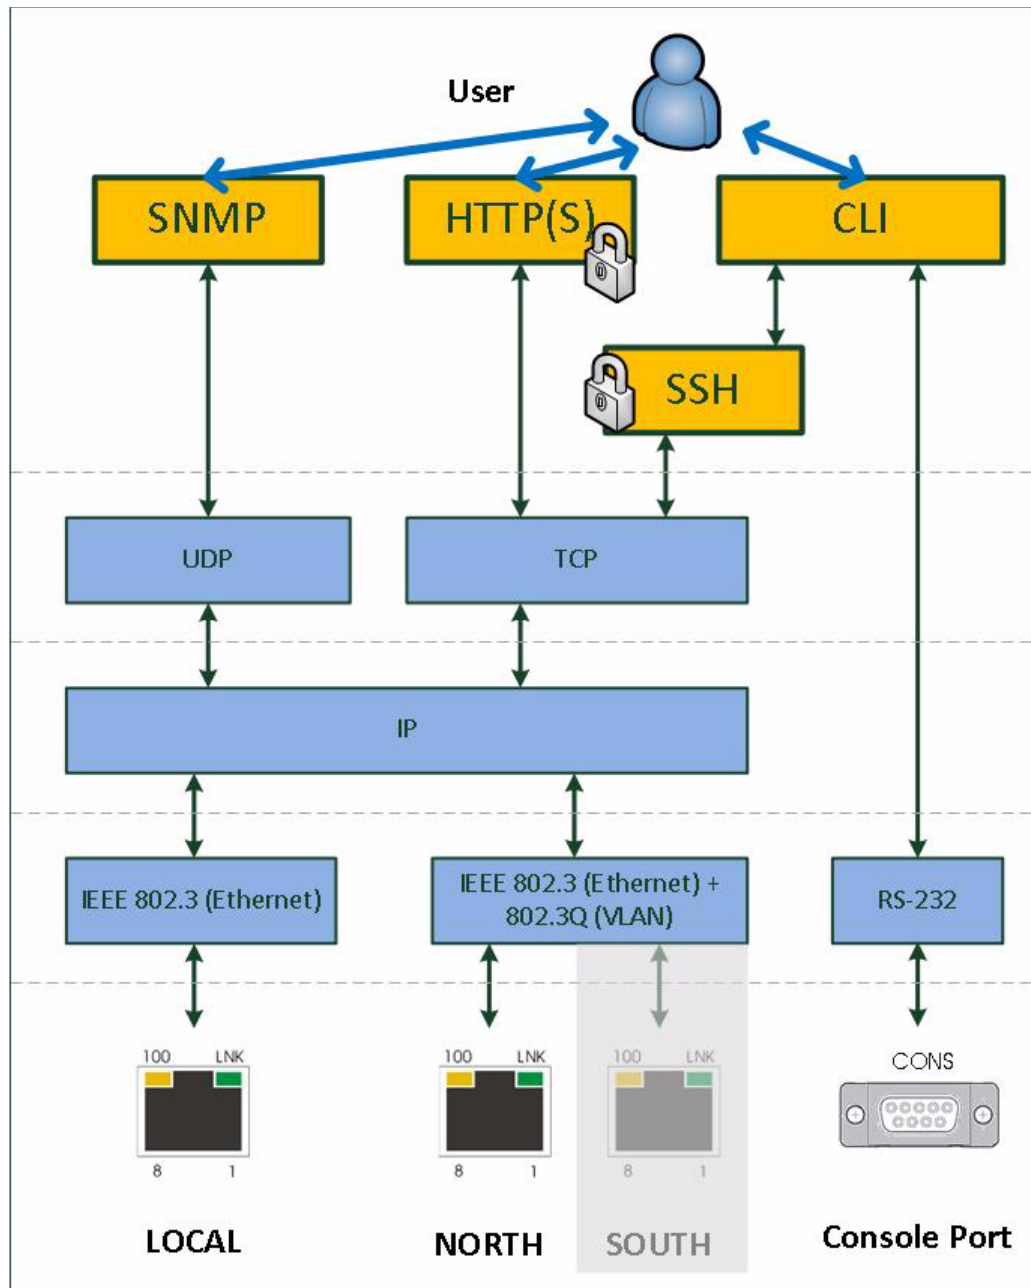 User
SNMP
HTTP(S)
CLI
SSH
UDP
TCP
IP
IEEE 802.3 (Ethernet)
IEEE 802.3 (Ethernet) +
802.3Q (VLAN)
RS-232
100 LNK
8 1
100 LNK
8 1
100 LNK
8 1
CONS
LOCAL
NORTH
SOUTH
Console Port